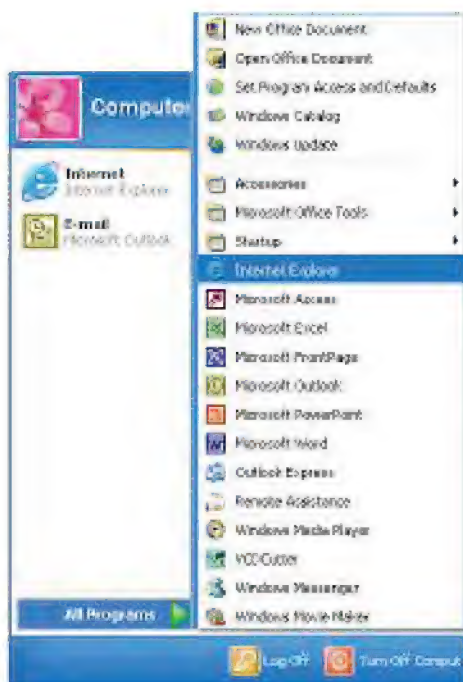 New Office Document
Open Office Document
Set Program Access and Defaults
Windows Catalog
Windows Update
Accessories
Microsoft Office Tools
Startup
Internet Explorer
Microsoft Access
Microsoft Excel
Microsoft FrontPage
Microsoft Outlook
Microsoft PowerPoint
Microsoft Word
Outlook Express
Remote Assistance
Windows Media Player
Windows Messenger
Windows Movie Maker
Computer
Internet
Internet Explorer
E-mail
Microsoft Outlook
All Programs
Log Off
Turn Off Comput